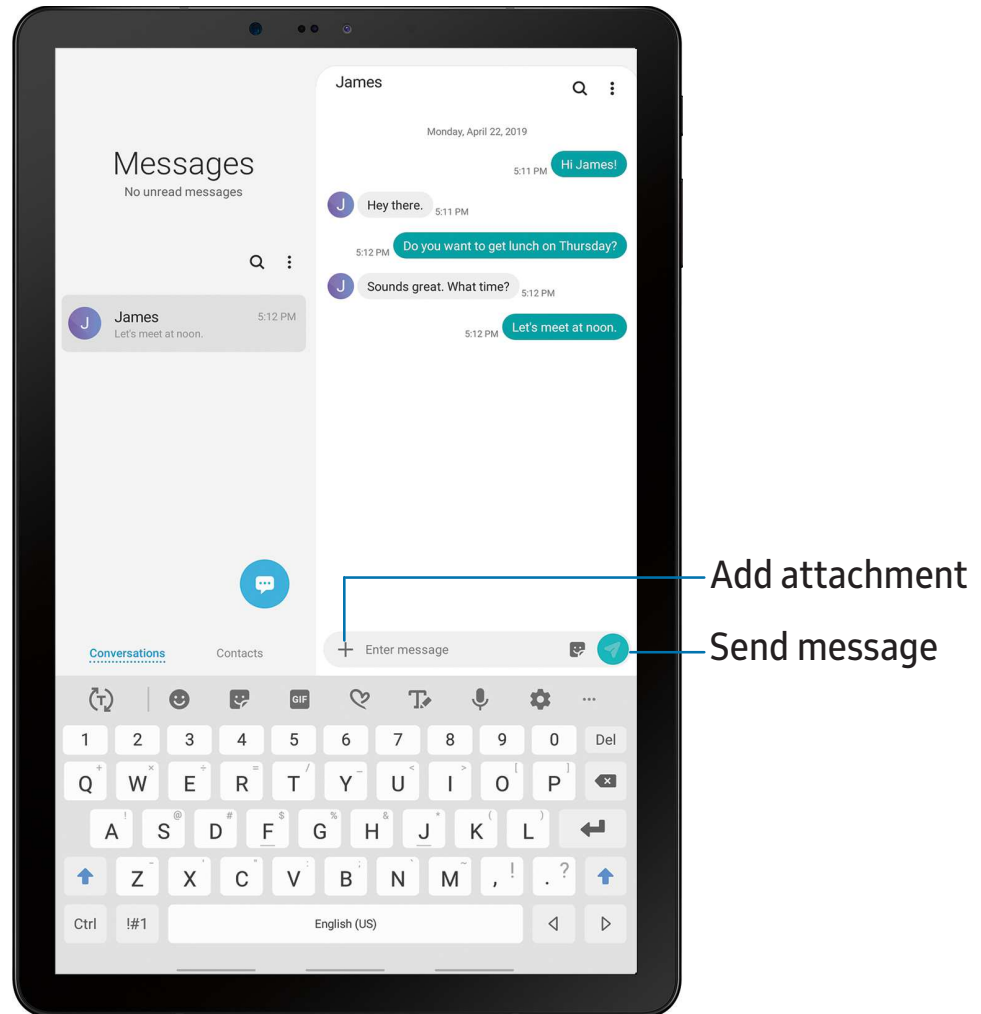 James
Monday, April 22, 2019
5:11 PM Hi James!
J Hey there. 5:11 PM
5:12 PM Do you want to get lunch on Thursday?
J Sounds great. What time? 5:12 PM
5:12 PM Let's meet at noon.
Messages
No unread messages
J James 5:12 PM
Let's meet at noon.
Conversations Contacts
+ Enter message
Add attachment
Send message
T GIF T ...
1 2 3 4 5 6 7 8 9 0 Del
Q + W × E ÷ R = T / Y _ U < I > O [ P ]
A ! S @ D # F $ G % H & J * K ( L )
Z - X ' C " V : B ; N ` M ~ , ! . ?
Ctrl !#1 English (US)